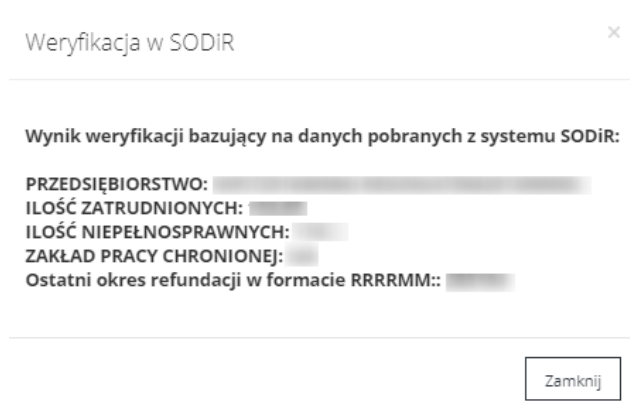 Weryfikacja w SODiR
×
Wynik weryfikacji bazujący na danych pobranych z systemu SODiR:
PRZEDSIĘBIORSTWO:
ILOŚĆ ZATRUDNIONYCH:
ILOŚĆ NIEPEŁNOSPRAWNYCH:
ZAKŁAD PRACY CHRONIONEJ:
Ostatni okres refundacji w formacie RRRRMM::
Zamknij